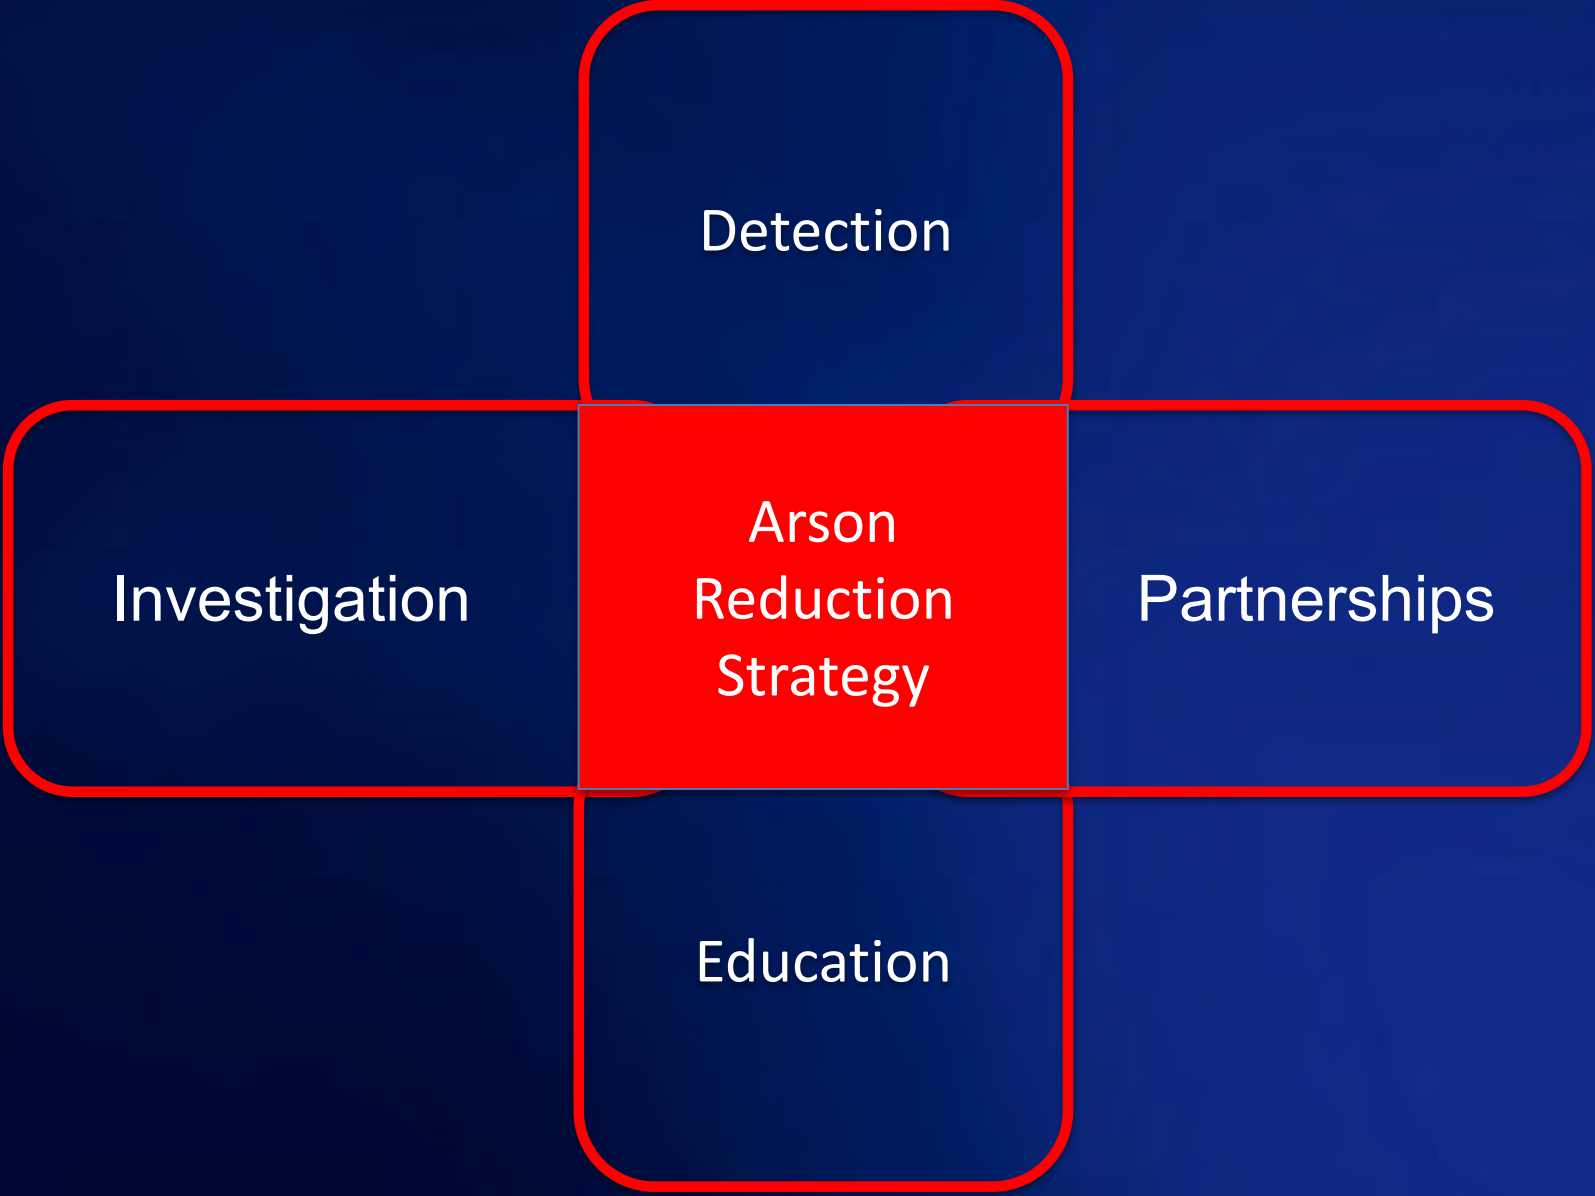 Detection
Investigation
Arson
Reduction
Strategy
Partnerships
Education